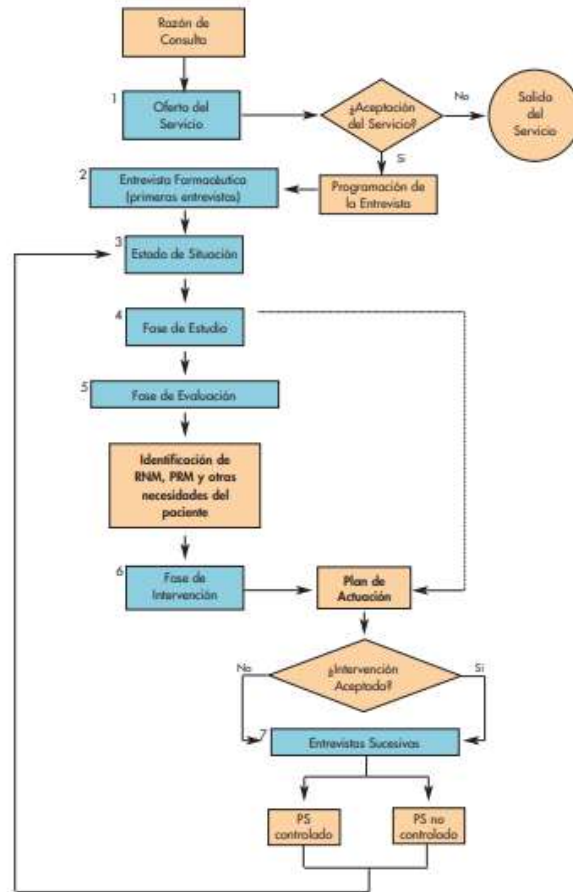 Razón de
Consulta
1
Oferta del
Servicio
¿Aceptación
del Servicio?
No
Salida
del
Servicio
Si
2
Entrevista Farmacéutica
(primeras entrevistas)
Programación de
la Entrevista
3
Estado de Situación
4
Fase de Estudio
5
Fase de Evaluación
Identificación de
RNM, PRM y otras
necesidades del
paciente
6
Fase de
Intervención
Plan de
Actuación
No
¿Intervención
Aceptada?
Si
7
Entrevistas Sucesivas
PS
controlado
PS no
controlado